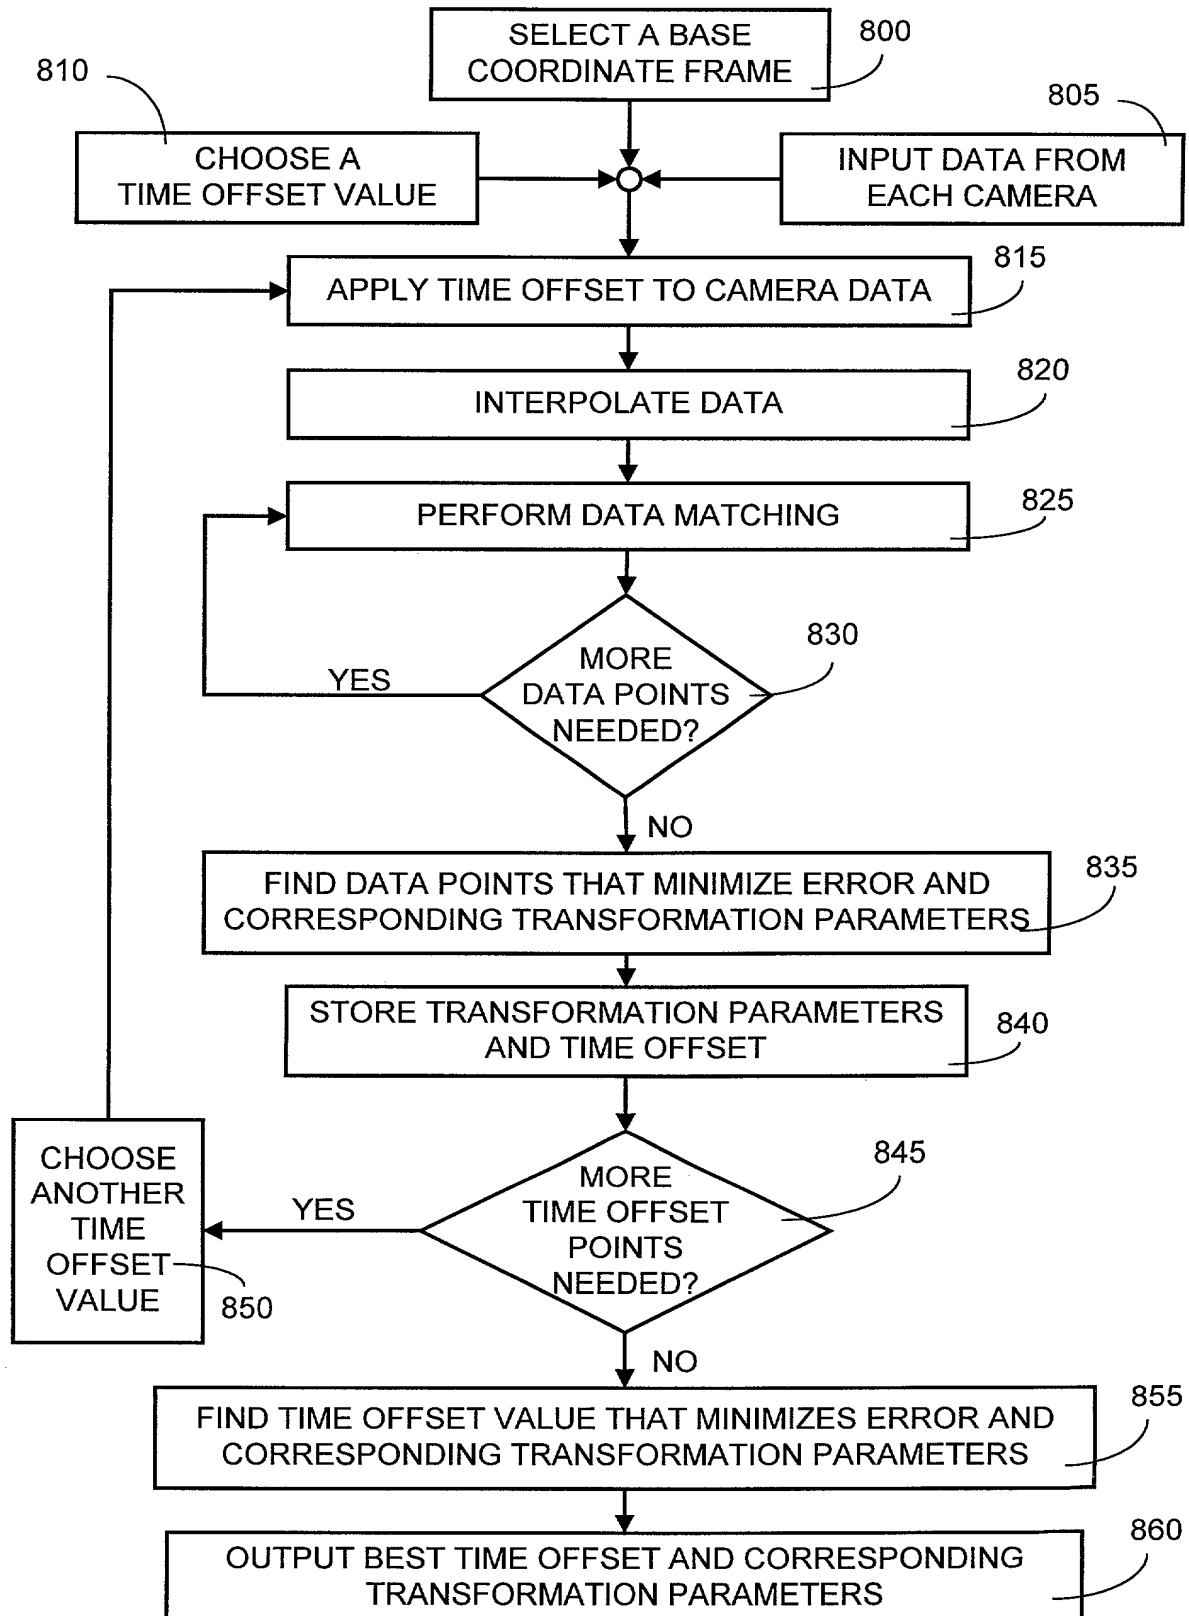 SELECT A BASE
COORDINATE FRAME
800
810
805
CHOOSE A
TIME OFFSET VALUE
INPUT DATA FROM
EACH CAMERA
815
APPLY TIME OFFSET TO CAMERA DATA
820
INTERPOLATE DATA
825
PERFORM DATA MATCHING
830
MORE
DATA POINTS
NEEDED?
YES
NO
835
FIND DATA POINTS THAT MINIMIZE ERROR AND
CORRESPONDING TRANSFORMATION PARAMETERS
STORE TRANSFORMATION PARAMETERS
AND TIME OFFSET
840
845
MORE
TIME OFFSET
POINTS
NEEDED?
YES
CHOOSE
ANOTHER
TIME
OFFSET
VALUE
850
NO
855
FIND TIME OFFSET VALUE THAT MINIMIZES ERROR AND
CORRESPONDING TRANSFORMATION PARAMETERS
860
OUTPUT BEST TIME OFFSET AND CORRESPONDING
TRANSFORMATION PARAMETERS